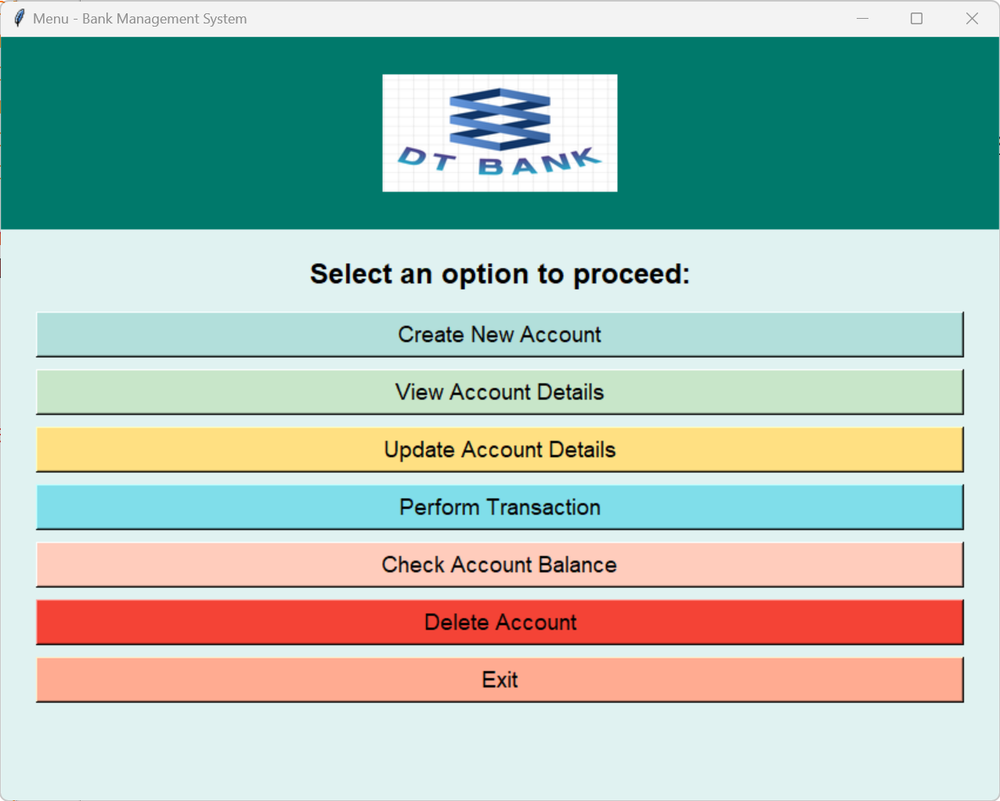 Menu - Bank Management System
DT BANK
Select an option to proceed:
Create New Account
View Account Details
Update Account Details
Perform Transaction
Check Account Balance
Delete Account
Exit